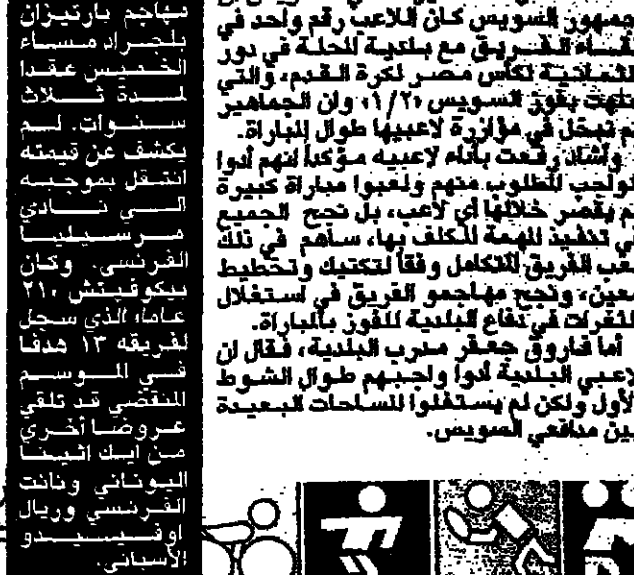 جمهور السويس كان اللاعب رقم واحد في
لقاء الفريق مع بلدية المحلة في دور
الثمانية لكأس مصر لكرة القدم، والتي
انتهت بفوز السويس «١/٢» وان الجماهير
لم تبخل في مؤازرة لاعبيها طوال المباراة.
وأشاد رفعت بأداء لاعبيه مؤكداً أنهم أدوا
الواجب المطلوب منهم ولعبوا مباراة كبيرة
لم يقصر خلالها أي لاعب، بل نجح الجميع
في تنفيذ المهمة المكلف بها، ساهم في ذلك
لعب الفريق المتكامل وفقاً لتكتيك وتخطيط
معين، ونجح مهاجمو الفريق في استغلال
الثغرات في دفاع البلدية للفوز بالمباراة.
أما فاروق جعفر مدرب البلدية، فقال ان
لاعبي البلدية أدوا واجبهم طوال الشوط
الأول ولكن لم يستغلوا المساحات البعيدة
بين مدافعي السويس.
مهاجم بارتيزان
بلجراد مساء
الخميس عقدا
لمدة ثلاث
سنوات. لم
يكشف عن قيمته
انتقل بموجبه
الى نادي
مرسيليا
الفرنسي. وكان
بيكوفيتش «٢١
عاما» الذي سجل
لفريقه ١٣ هدفا
في الموسم
المنقضي قد تلقى
عروضا أخرى
من ايك اثينا
اليوناني ونانت
الفرنسي وريال
اوفييدو
الاسباني.